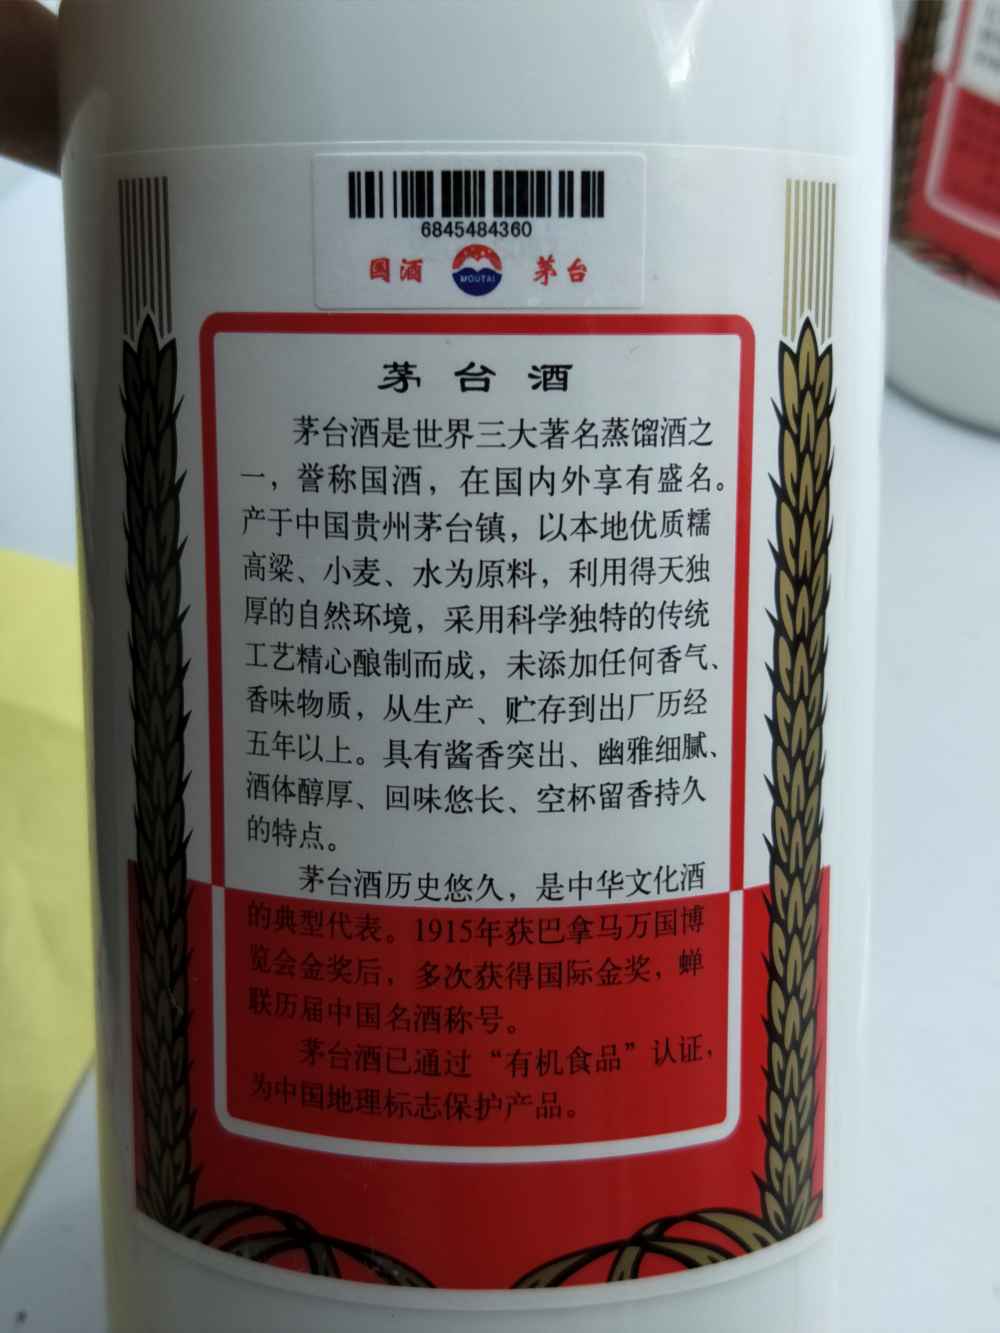 6845484360
国酒 MOUTAI 茅台
茅台酒
茅台酒是世界三大著名蒸馏酒之
一，誉称国酒，在国内外享有盛名。
产于中国贵州茅台镇，以本地优质糯
高粱、小麦、水为原料，利用得天独
厚的自然环境，采用科学独特的传统
工艺精心酿制而成，未添加任何香气、
香味物质，从生产、贮存到出厂历经
五年以上。具有酱香突出、幽雅细腻、
酒体醇厚、回味悠长、空杯留香持久
的特点。
茅台酒历史悠久，是中华文化酒
的典型代表。1915年获巴拿马万国博
览会金奖后，多次获得国际金奖，蝉
联历届中国名酒称号。
茅台酒已通过“有机食品”认证，
为中国地理标志保护产品。